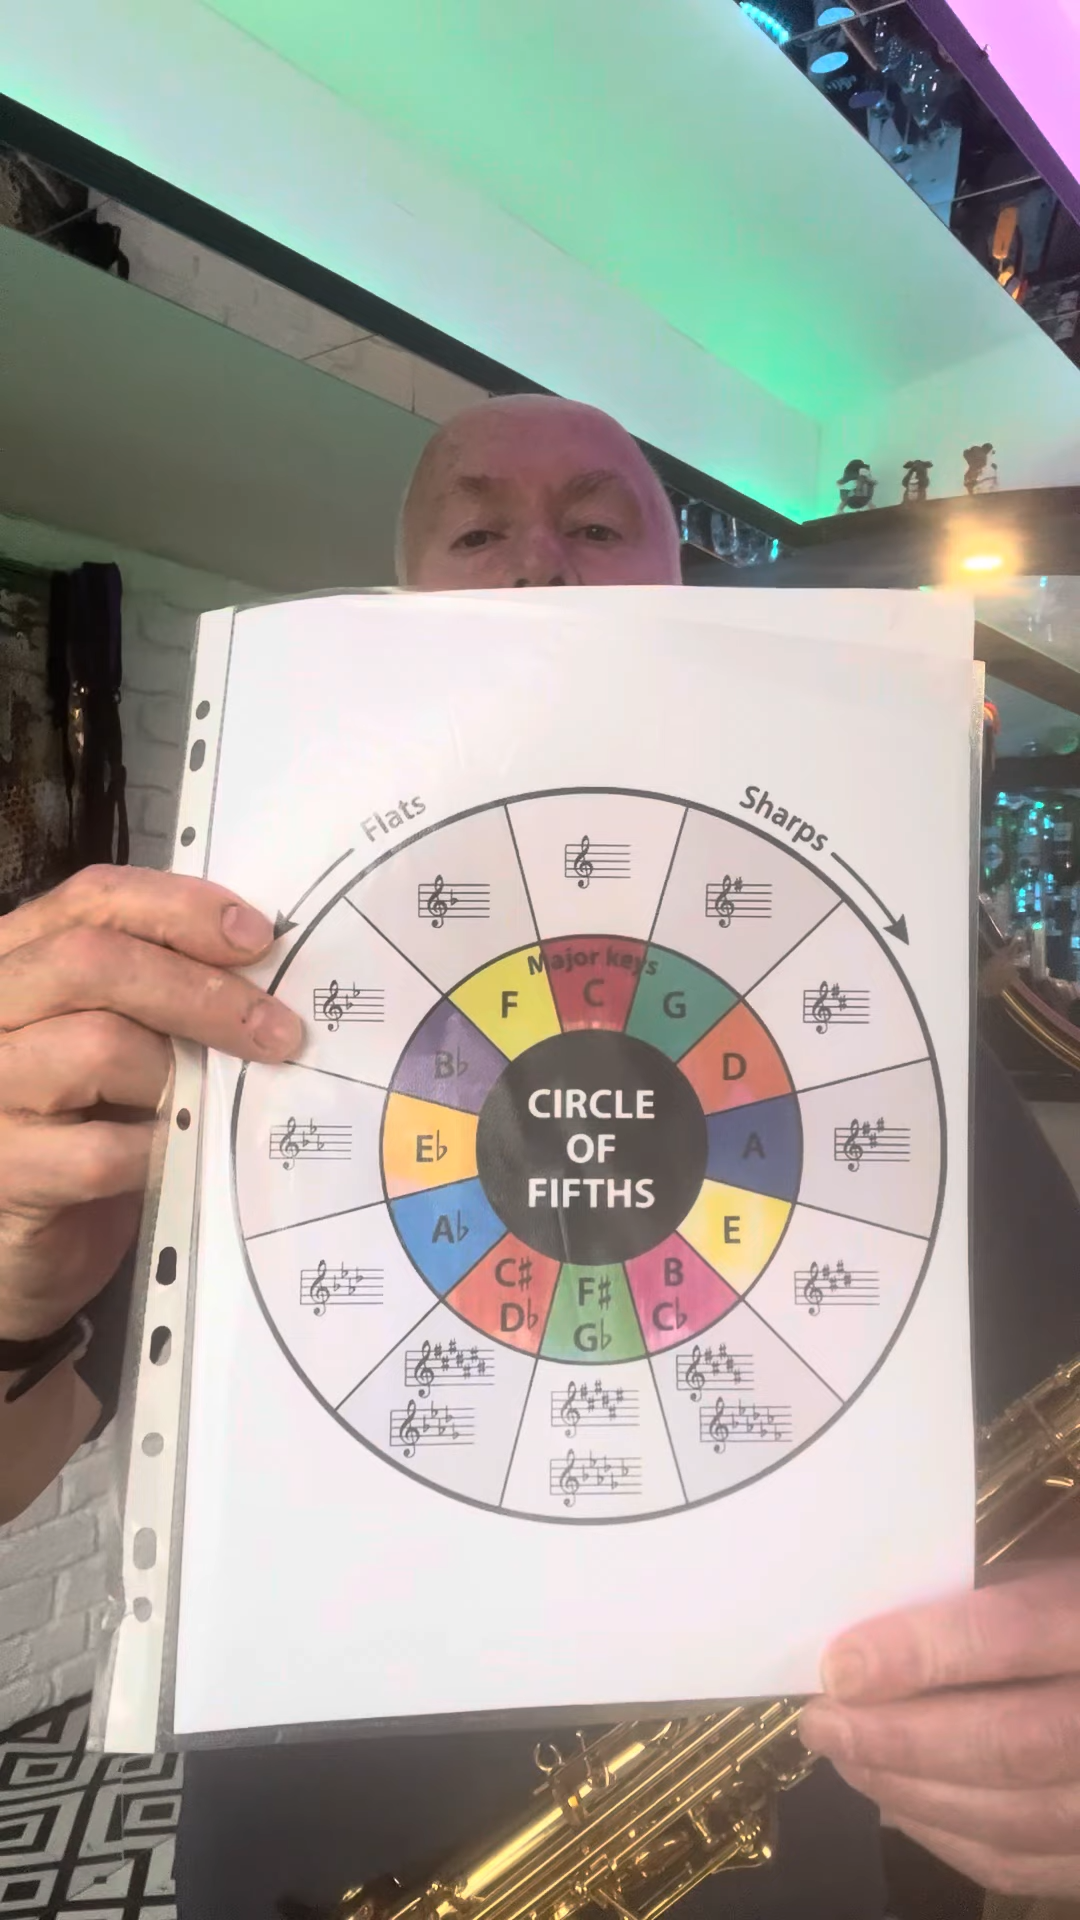 Flats
Sharps
Major keys
C
G
D
A
E
B
C♭
F♯
G♭
C♯
D♭
A♭
E♭
B♭
F
CIRCLE
OF
FIFTHS